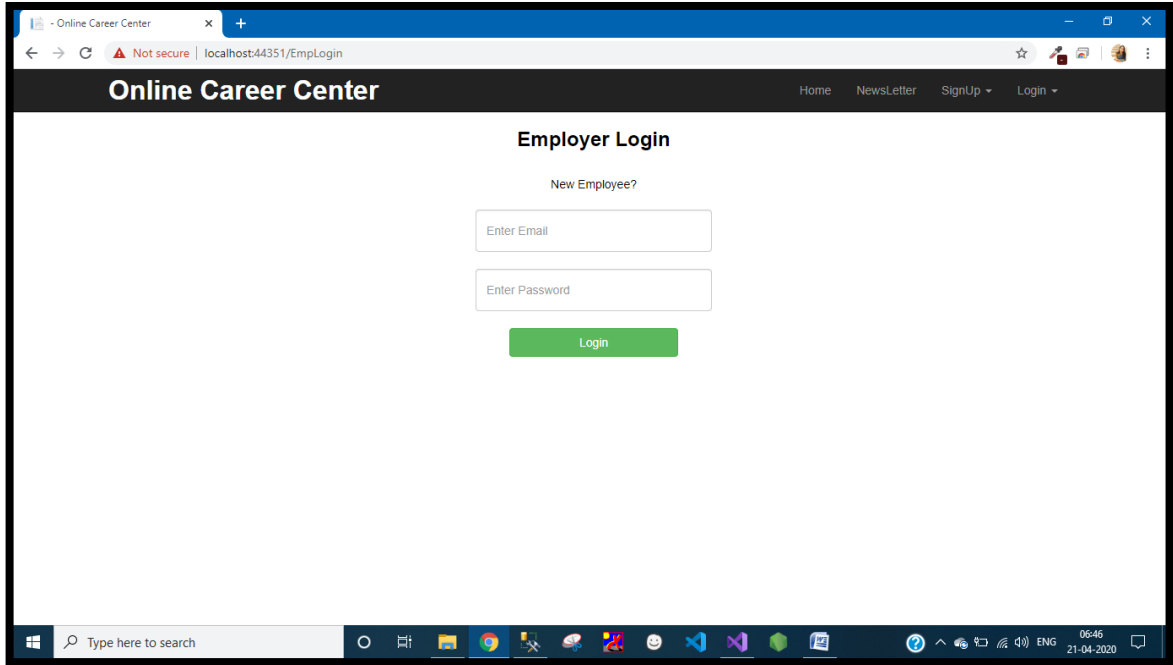 - Online Career Center
Not secure | localhost:44351/EmpLogin
Online Career Center
Home NewsLetter SignUp Login
Employer Login
New Employee?
Enter Email
Enter Password
Login
Type here to search
ENG
06:46
21-04-2020